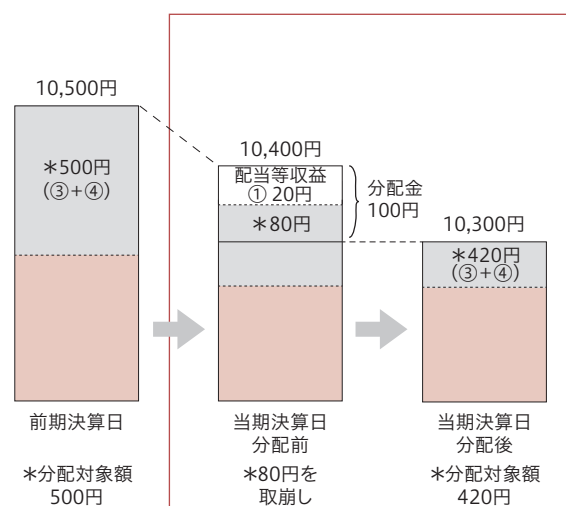 10,500円
＊500円
（③＋④）
前期決算日
＊分配対象額
500円
10,400円
配当等収益
① 20円
＊80円
分配金
100円
当期決算日
分配前
＊80円を
取崩し
10,300円
＊420円
（③＋④）
当期決算日
分配後
＊分配対象額
420円